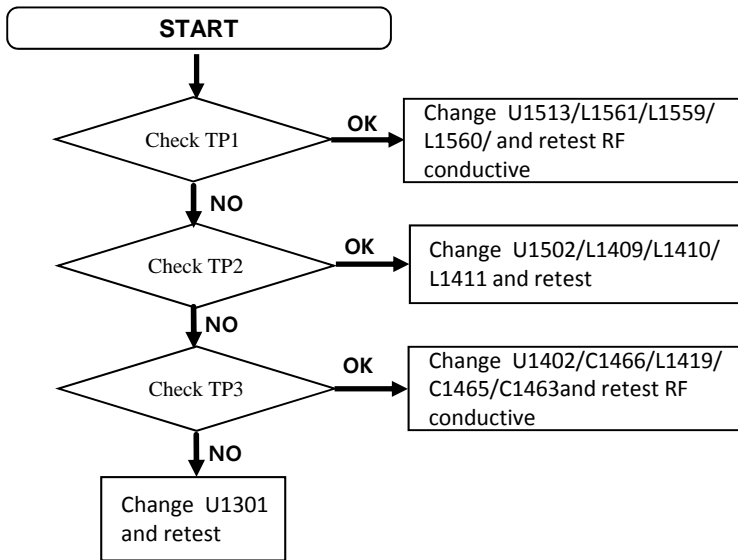 START
Check TP1
OK
Change U1513/L1561/L1559/
L1560/ and retest RF
conductive
NO
Check TP2
OK
Change U1502/L1409/L1410/
L1411 and retest
NO
Check TP3
OK
Change U1402/C1466/L1419/
C1465/C1463and retest RF
conductive
NO
Change U1301
and retest